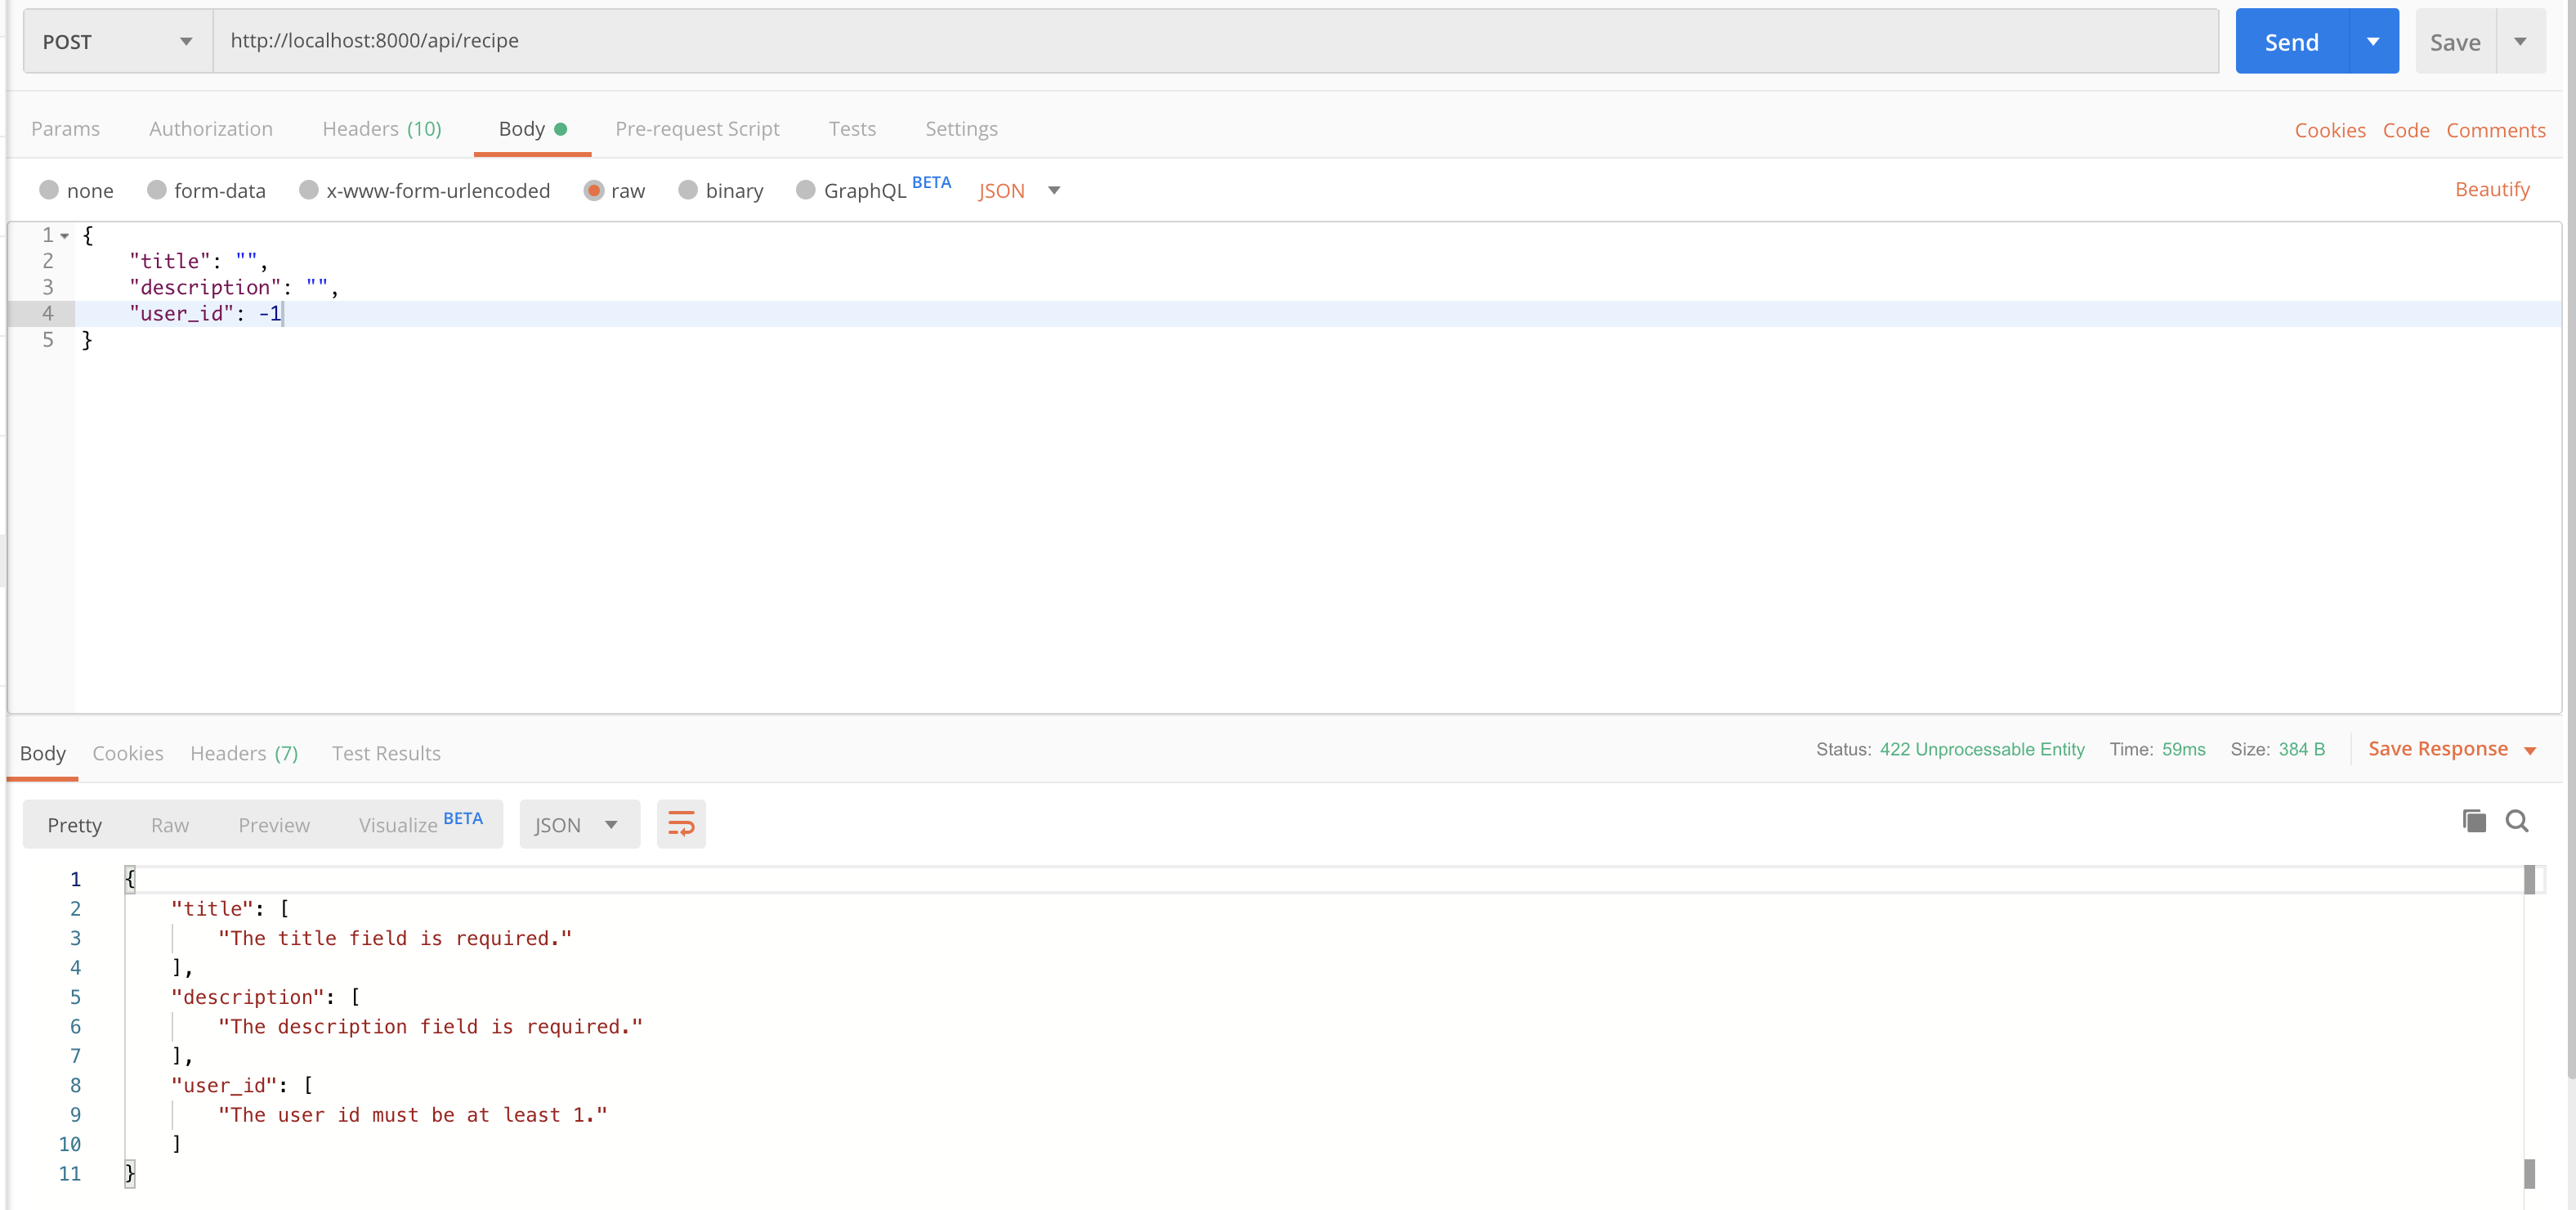 POST http://localhost:8000/api/recipe Send Save
Params Authorization Headers (10) Body Pre-request Script Tests Settings Cookies Code Comments
none form-data x-www-form-urlencoded raw binary GraphQL BETA JSON Beautify
1 {
2 "title": "",
3 "description": "",
4 "user_id": -1
5 }
Body Cookies Headers (7) Test Results Status: 422 Unprocessable Entity Time: 59ms Size: 384 B Save Response
Pretty Raw Preview Visualize BETA JSON
1 {
2 "title": [
3 "The title field is required."
4 ],
5 "description": [
6 "The description field is required."
7 ],
8 "user_id": [
9 "The user id must be at least 1."
10 ]
11 }